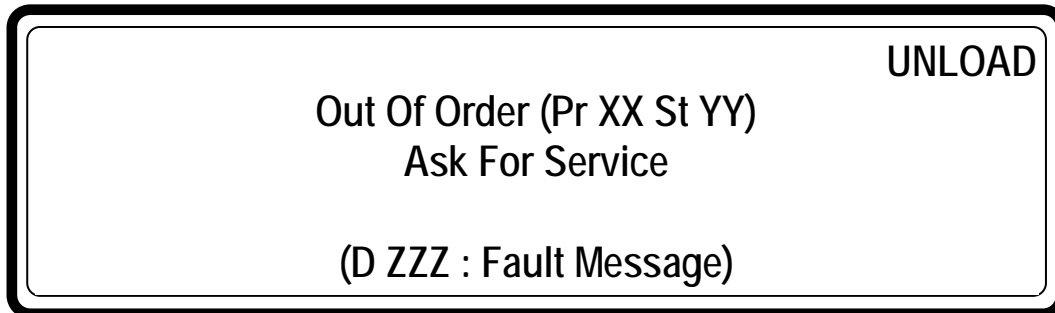 UNLOAD
Out Of Order (Pr XX St YY)
Ask For Service
(D ZZZ : Fault Message)